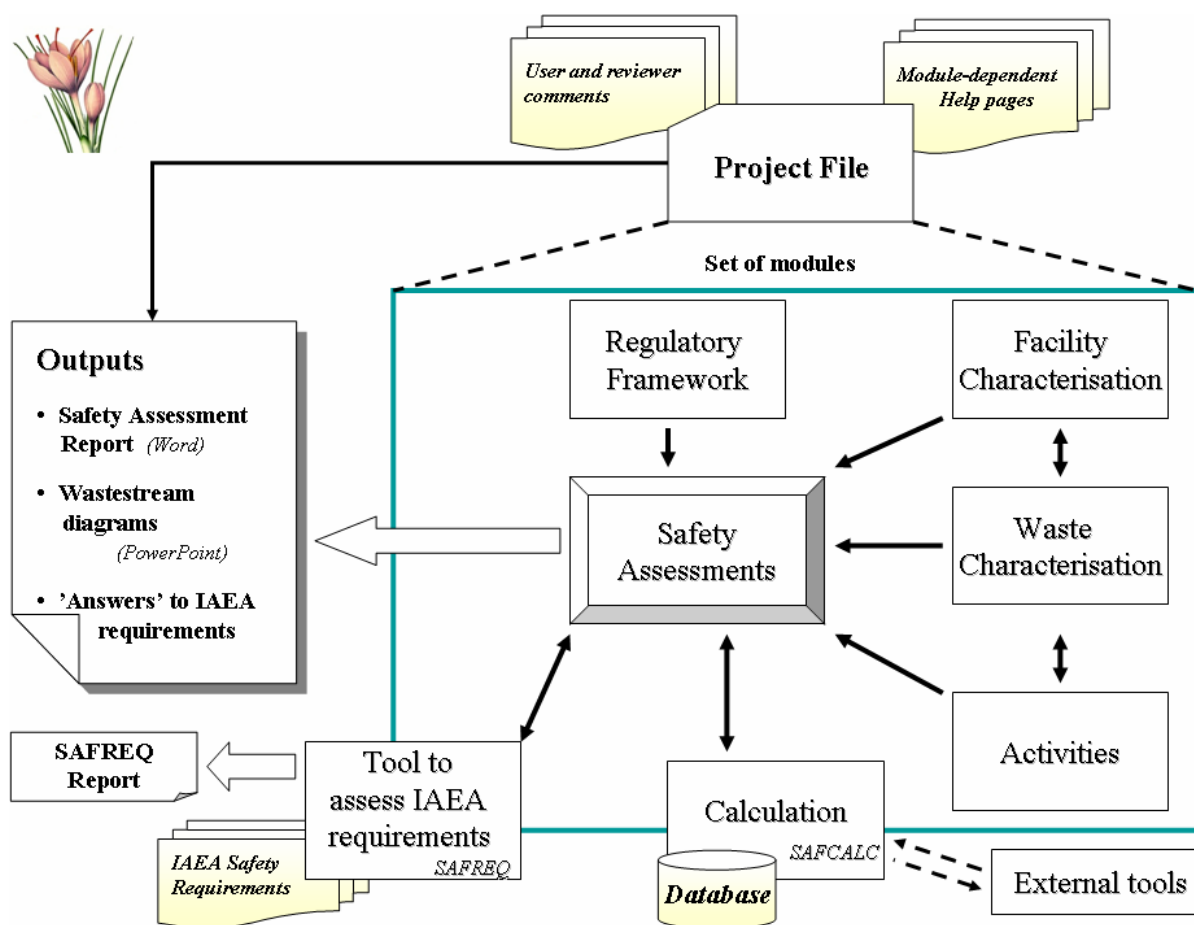 User and reviewer
comments
Module-dependent
Help pages
Project File
Set of modules
Outputs
• Safety Assessment
Report (Word)
• Wastestream
diagrams
(PowerPoint)
• ’Answers’ to IAEA
requirements
Regulatory
Framework
Facility
Characterisation
Safety
Assessments
Waste
Characterisation
Activities
SAFREQ
Report
Tool to
assess IAEA
requirements
SAFREQ
IAEA Safety
Requirements
Calculation
SAFCALC
Database
External tools